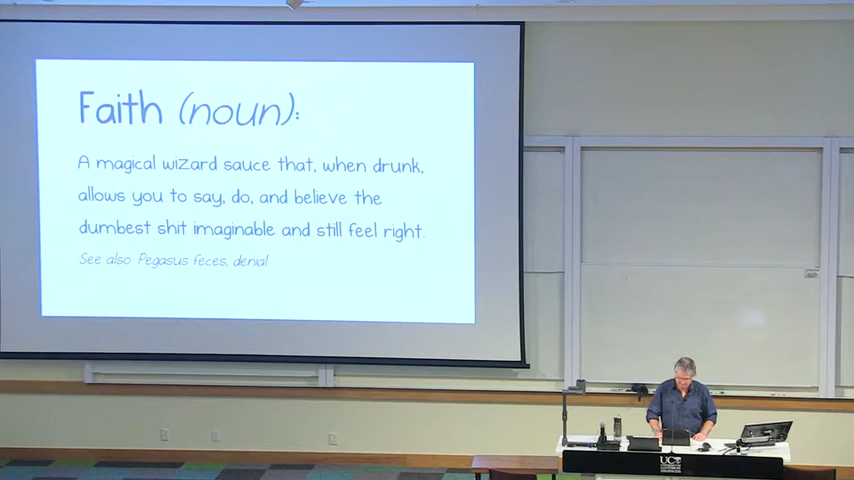 Faith (noun):
A magical wizard sauce that, when drunk,
allows you to say, do, and believe the
dumbest shit imaginable and still feel right.
See also Pegasus feces, denial
UC